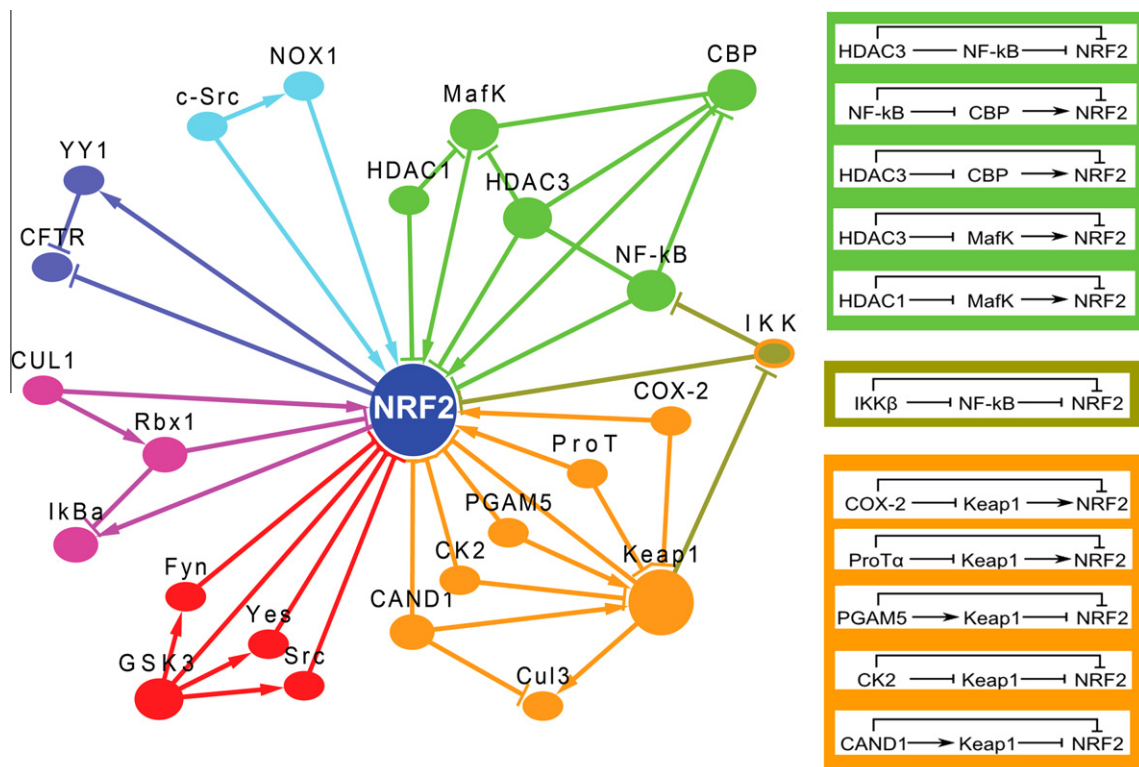 NOX1
CBP
c-Src
MafK
YY1
HDAC1
HDAC3
CFTR
NF-kB
IKK
CUL1
NRF2
COX-2
Rbx1
ProT
PGAM5
IkBa
CK2
Keap1
Fyn
CAND1
Yes
GSK3
Src
Cul3
HDAC3 NF-kB NRF2
NF-kB CBP NRF2
HDAC3 CBP NRF2
HDAC3 MafK NRF2
HDAC1 MafK NRF2
IKKβ NF-kB NRF2
COX-2 Keap1 NRF2
ProTα Keap1 NRF2
PGAM5 Keap1 NRF2
CK2 Keap1 NRF2
CAND1 Keap1 NRF2